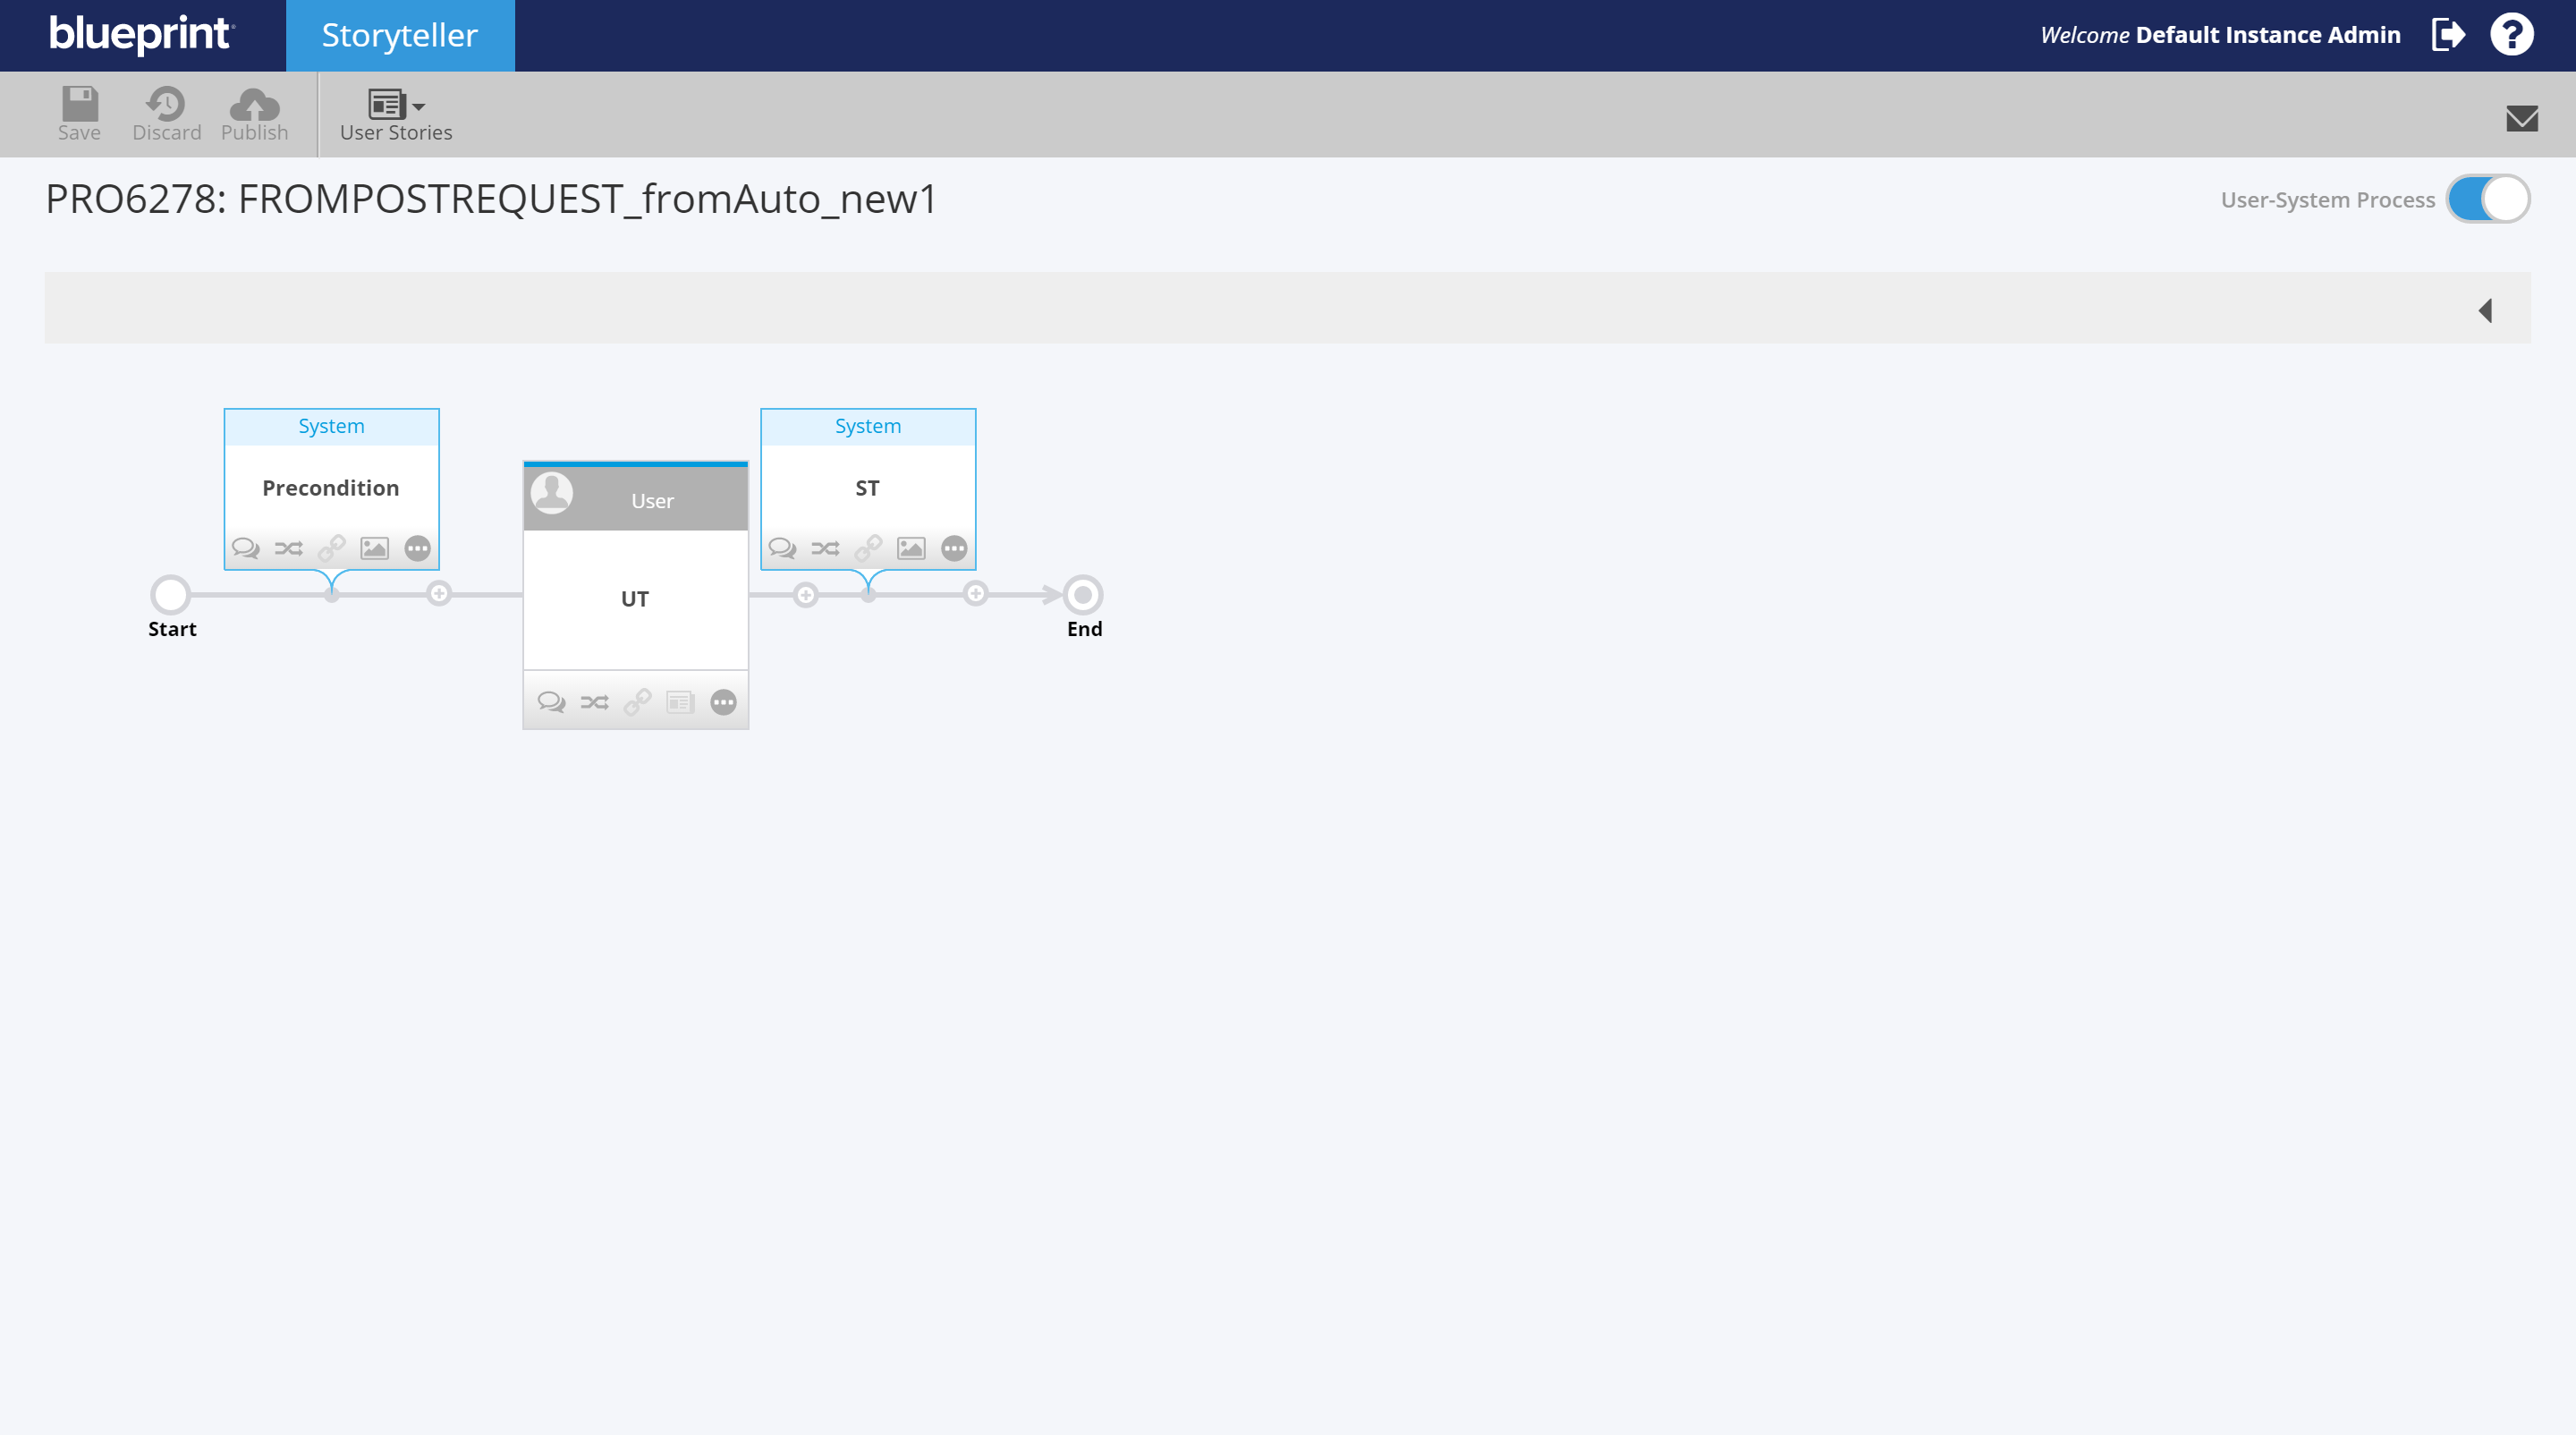 blueprint
Storyteller
Welcome Default Instance Admin
Save
Discard
Publish
User Stories
PRO6278: FROMPOSTREQUEST_fromAuto_new1
User-System Process
System
Precondition
User
UT
System
ST
Start
End